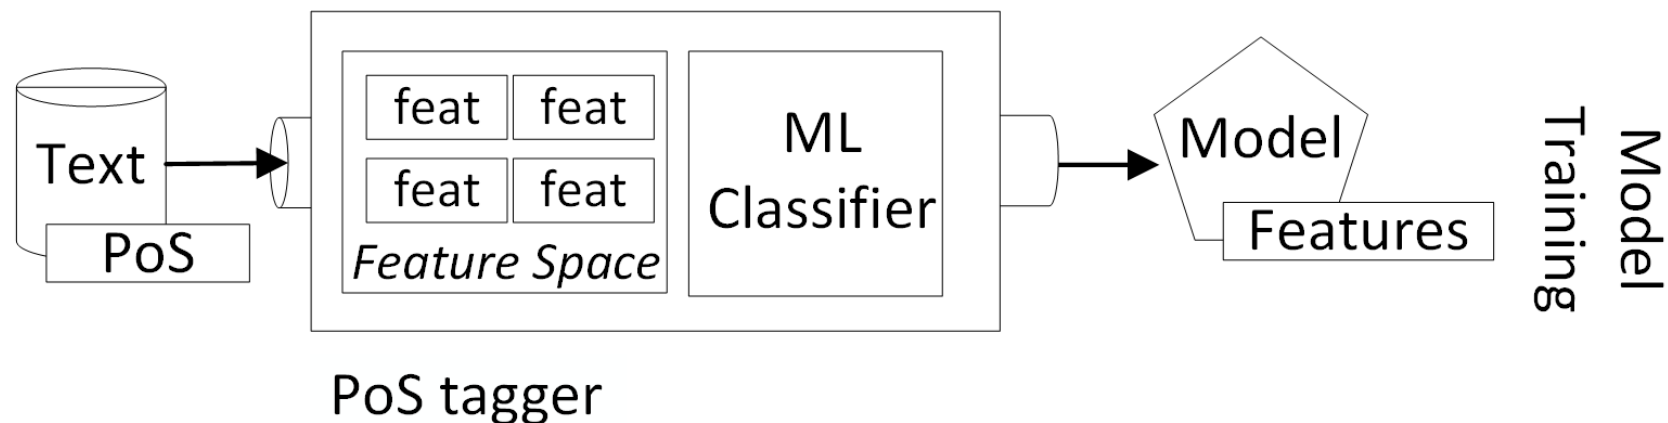 Text
PoS
feat feat
feat feat
Feature Space
ML
Classifier
PoS tagger
Model
Features
Model
Training